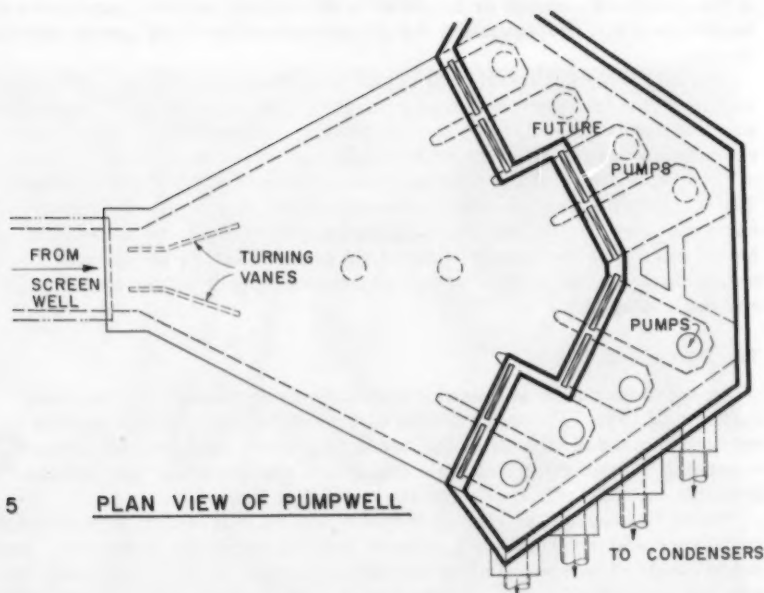 FUTURE
PUMPS
FROM
SCREEN
WELL
TURNING
VANES
PUMPS
5 PLAN VIEW OF PUMPWELL
TO CONDENSERS